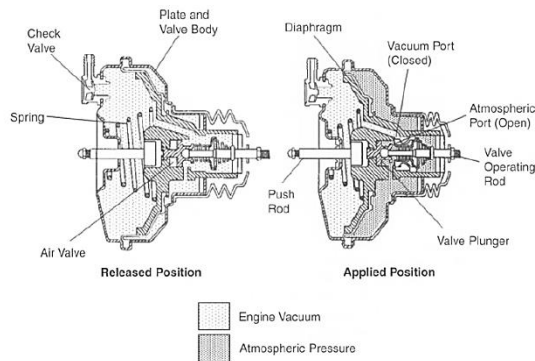 Check
Valve
Plate and
Valve Body
Spring
Air Valve
Released Position
Diaphragm
Vacuum Port
(Closed)
Atmospheric
Port (Open)
Push
Rod
Valve
Operating
Rod
Valve Plunger
Applied Position
Engine Vacuum
Atmospheric Pressure